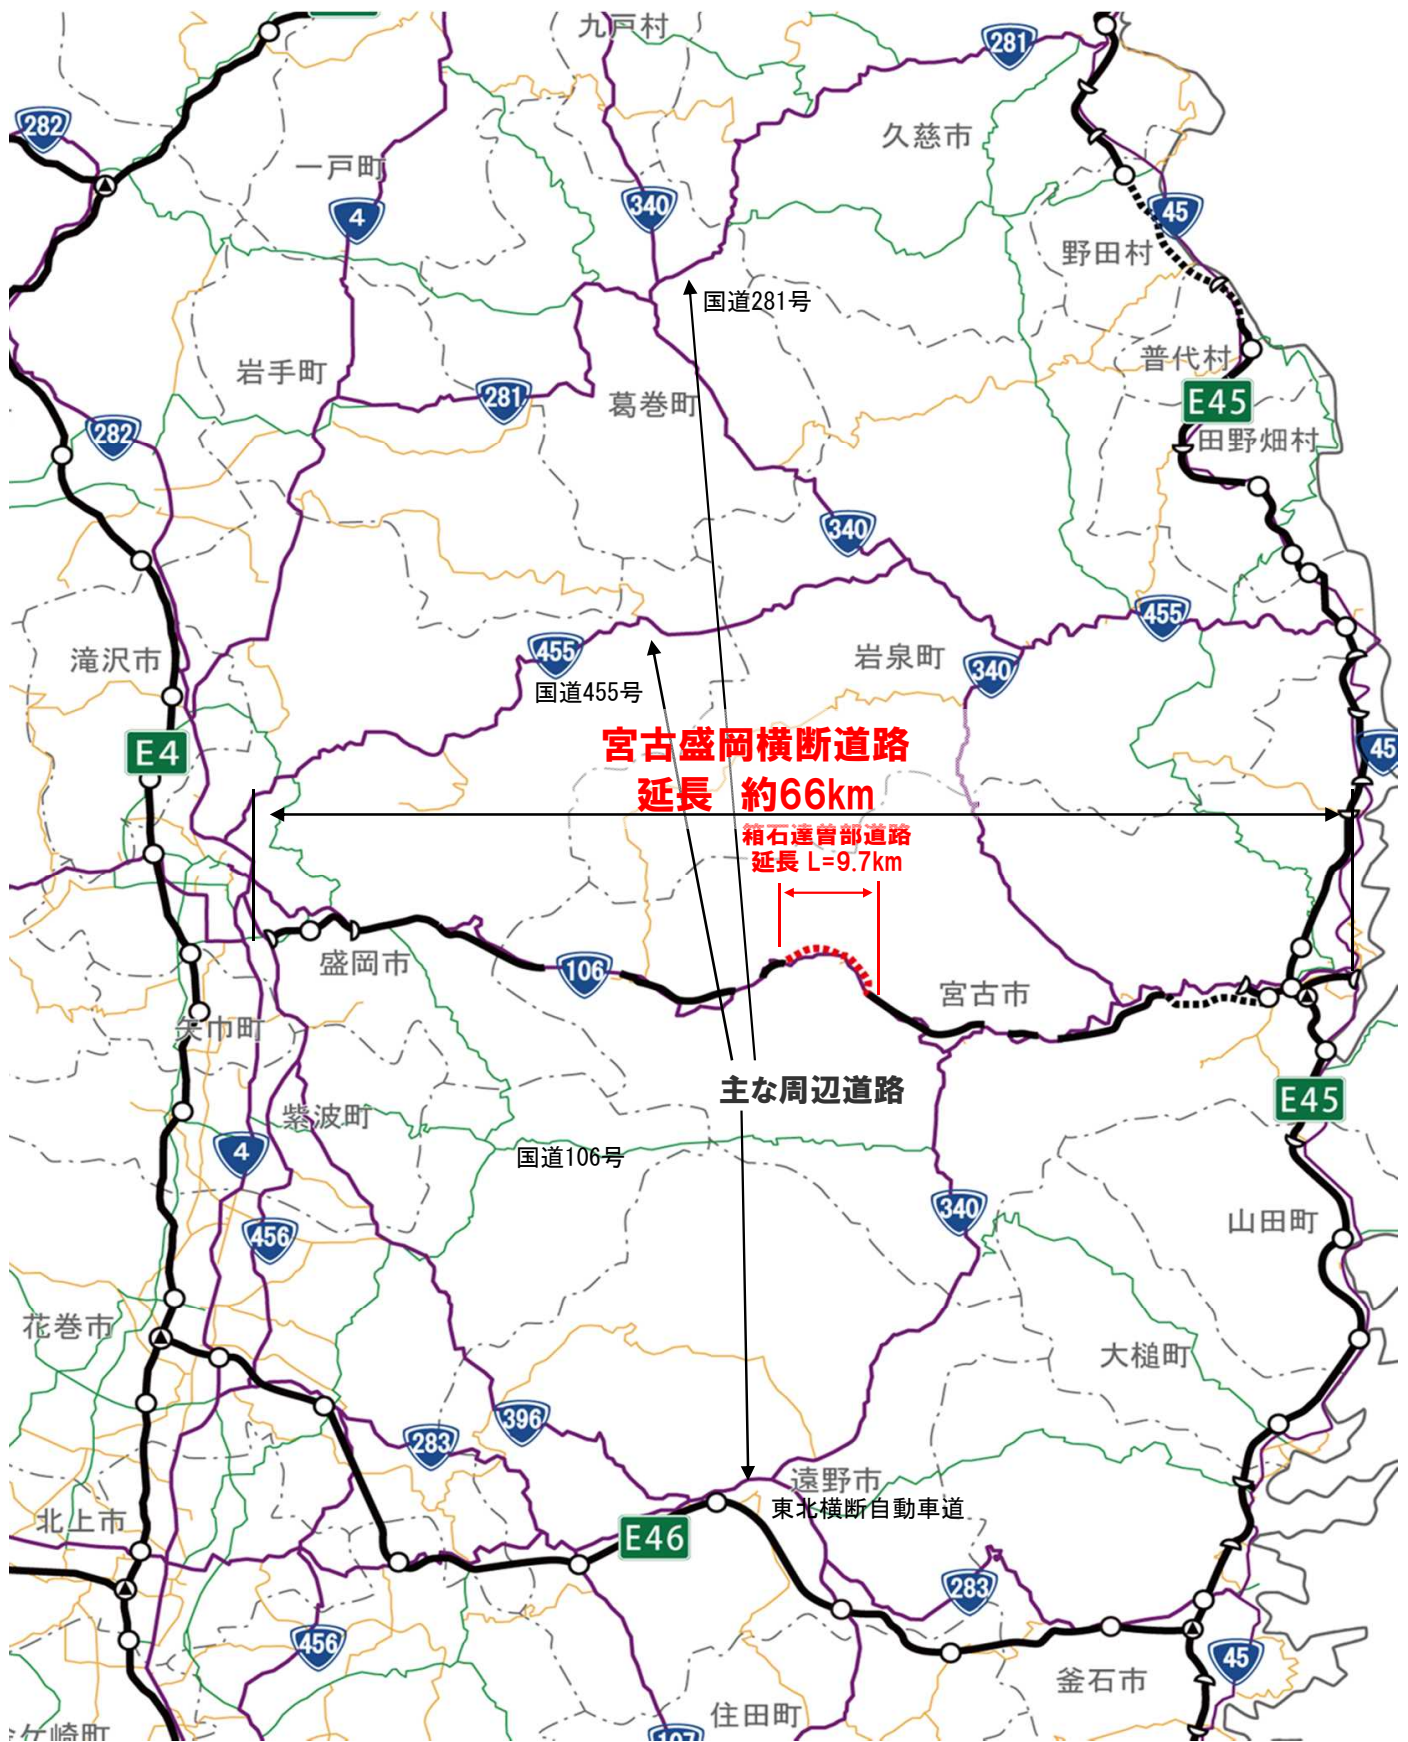 九戸村
281
282
久慈市
一戸町
4
340
45
野田村
国道281号
普代村
岩手町
281
葛巻町
E45
282
田野畑村
340
455
滝沢市
455
岩泉町
340
国道455号
E4
宮古盛岡横断道路
45
延長 約66km
箱石達曽部道路
延長 L=9.7km
盛岡市
106
宮古市
矢巾町
主な周辺道路
E45
紫波町
4
国道106号
340
山田町
456
花巻市
大槌町
396
283
遠野市
東北横断自動車道
北上市
E46
283
456
45
釜石市
住田町
ケ崎町
107